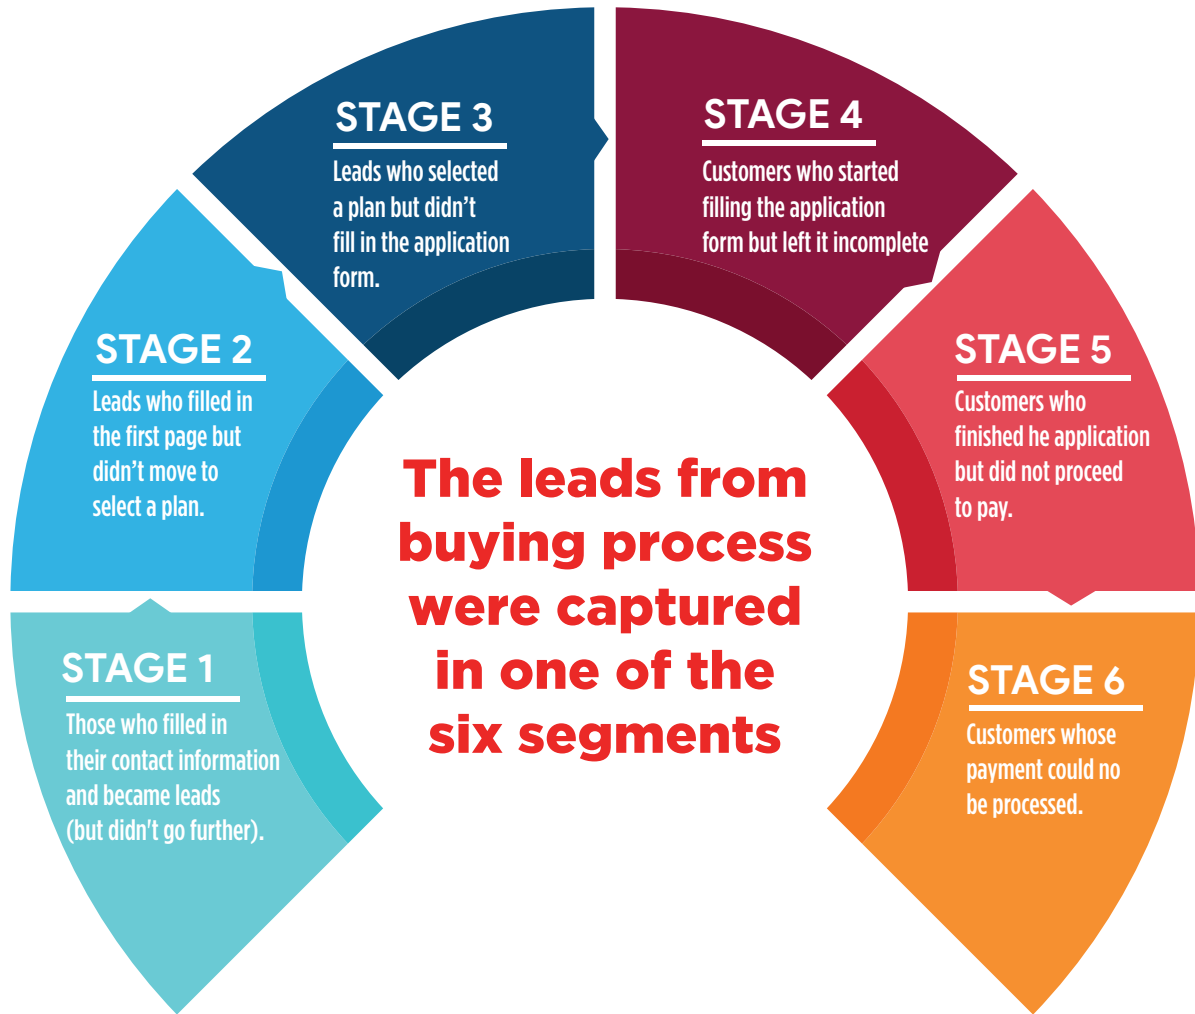 STAGE 1
Those who filled in
their contact information
and became leads
(but didn't go further).
STAGE 2
Leads who filled in
the first page but
didn’t move to
select a plan.
STAGE 3
Leads who selected
a plan but didn’t
fill in the application
form.
STAGE 4
Customers who started
filling the application
form but left it incomplete
STAGE 5
Customers who
finished he application
but did not proceed
to pay.
STAGE 6
Customers whose
payment could no
be processed.
The leads from
buying process
were captured
in one of the
six segments